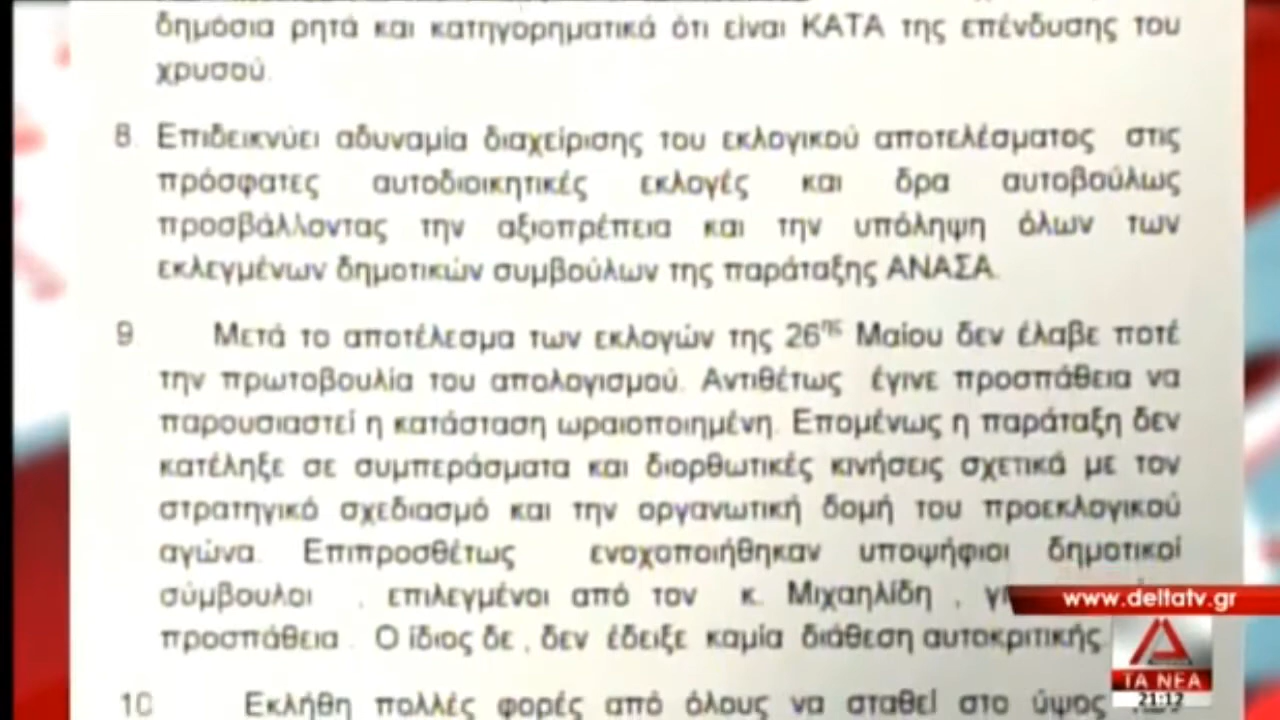 δημόσια ρητά και κατηγορηματικά ότι είναι ΚΑΤΑ της επένδυσης του
χρυσού.
8. Επιδεικνύει αδυναμία διαχείρισης του εκλογικού αποτελέσματος στις
πρόσφατες αυτοδιοικητικές εκλογές και δρα αυτοβούλως
προσβάλλοντας την αξιοπρέπεια και την υπόληψη όλων των
εκλεγμένων δημοτικών συμβούλων της παράταξης ΑΝΑΣΑ.
9 Μετά το αποτέλεσμα των εκλογών της 26ης Μαίου δεν έλαβε ποτέ
την πρωτοβουλία του απολογισμού. Αντιθέτως έγινε προσπάθεια να
παρουσιαστεί η κατάσταση ωραιοποιημένη. Επομένως η παράταξη δεν
κατέληξε σε συμπεράσματα και διορθωτικές κινήσεις σχετικά με τον
στρατηγικό σχεδιασμό και την οργανωτική δομή του προεκλογικού
αγώνα. Επιπροσθέτως ενοχοποιήθηκαν υποψήφιοι δημοτικοί
σύμβουλοι , επιλεγμένοι από τον κ. Μιχαηλίδη ,
www.deltatv.gr
προσπάθεια . Ο ίδιος δε , δεν έδειξε καμία διάθεση αυτοκριτικής.
ΤΑ ΝΕΑ
21:12
10 Εκλήθη πολλές φορές από όλους να σταθεί στο ύψος των